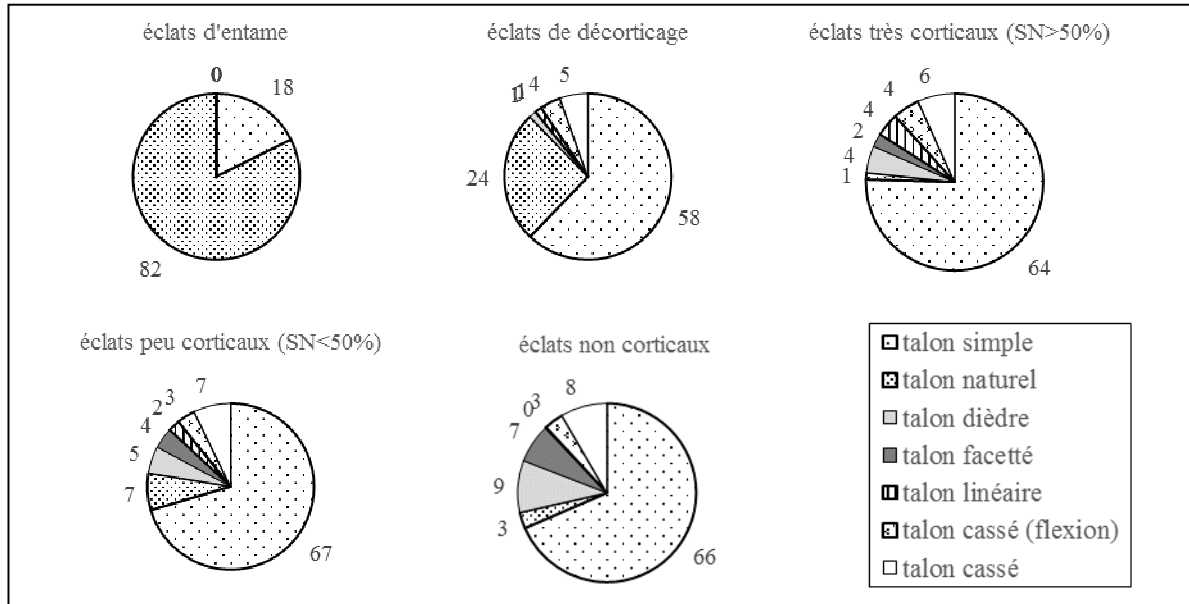 éclats d'entame
0
18
82
éclats de décorticage
1 1 4 5
24
58
éclats très corticaux (SN>50%)
6
4
4
2
4
1
64
éclats peu corticaux (SN<50%)
7
3
2
4
5
7
67
éclats non corticaux
8
3
0
7
9
3
66
talon simple
talon naturel
talon dièdre
talon facetté
talon linéaire
talon cassé (flexion)
talon cassé